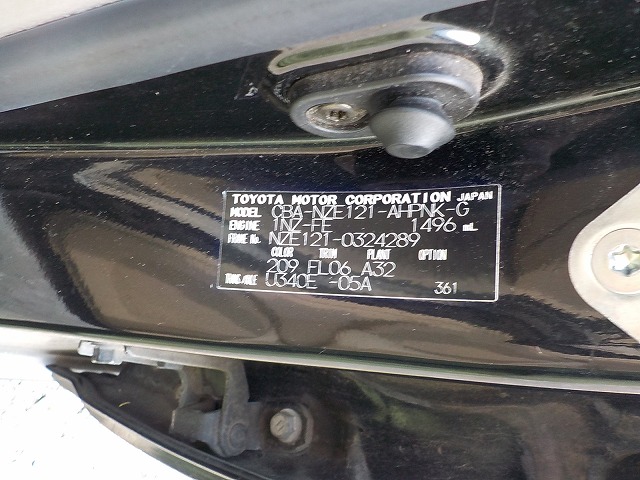 TOYOTA MOTOR CORPORATION JAPAN
MODEL CBA-NZE121-AHPNK-G
ENGINE 1NZ-FE 1496 mL
FRAME No. NZE121-0324289
COLOR TRIM PLANT OPTION
209 FL06 A32
TRANS/AXLE U340E -05A
361